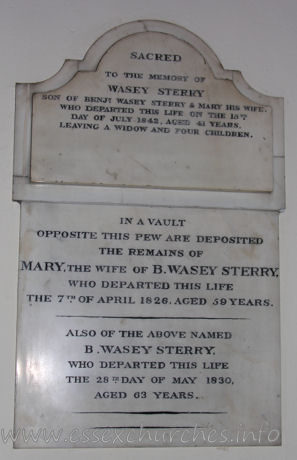 SACRED
TO THE MEMORY OF
WASEY STERRY
SON OF BENJN WASEY STERRY & MARY HIS WIFE.
WHO DEPARTED THIS LIFE ON THE 18TH
DAY OF JULY 1842, AGED 41 YEARS,
LEAVING A WIDOW AND FOUR CHILDREN.
IN A VAULT
OPPOSITE THIS PEW ARE DEPOSITED
THE REMAINS OF
MARY, THE WIFE OF B. WASEY STERRY,
WHO DEPARTED THIS LIFE
THE 7TH OF APRIL 1826, AGED 59 YEARS.
ALSO OF THE ABOVE NAMED
B. WASEY STERRY,
WHO DEPARTED THIS LIFE
THE 28TH DAY OF MAY 1830,
AGED 63 YEARS.
www.essexchurches.info